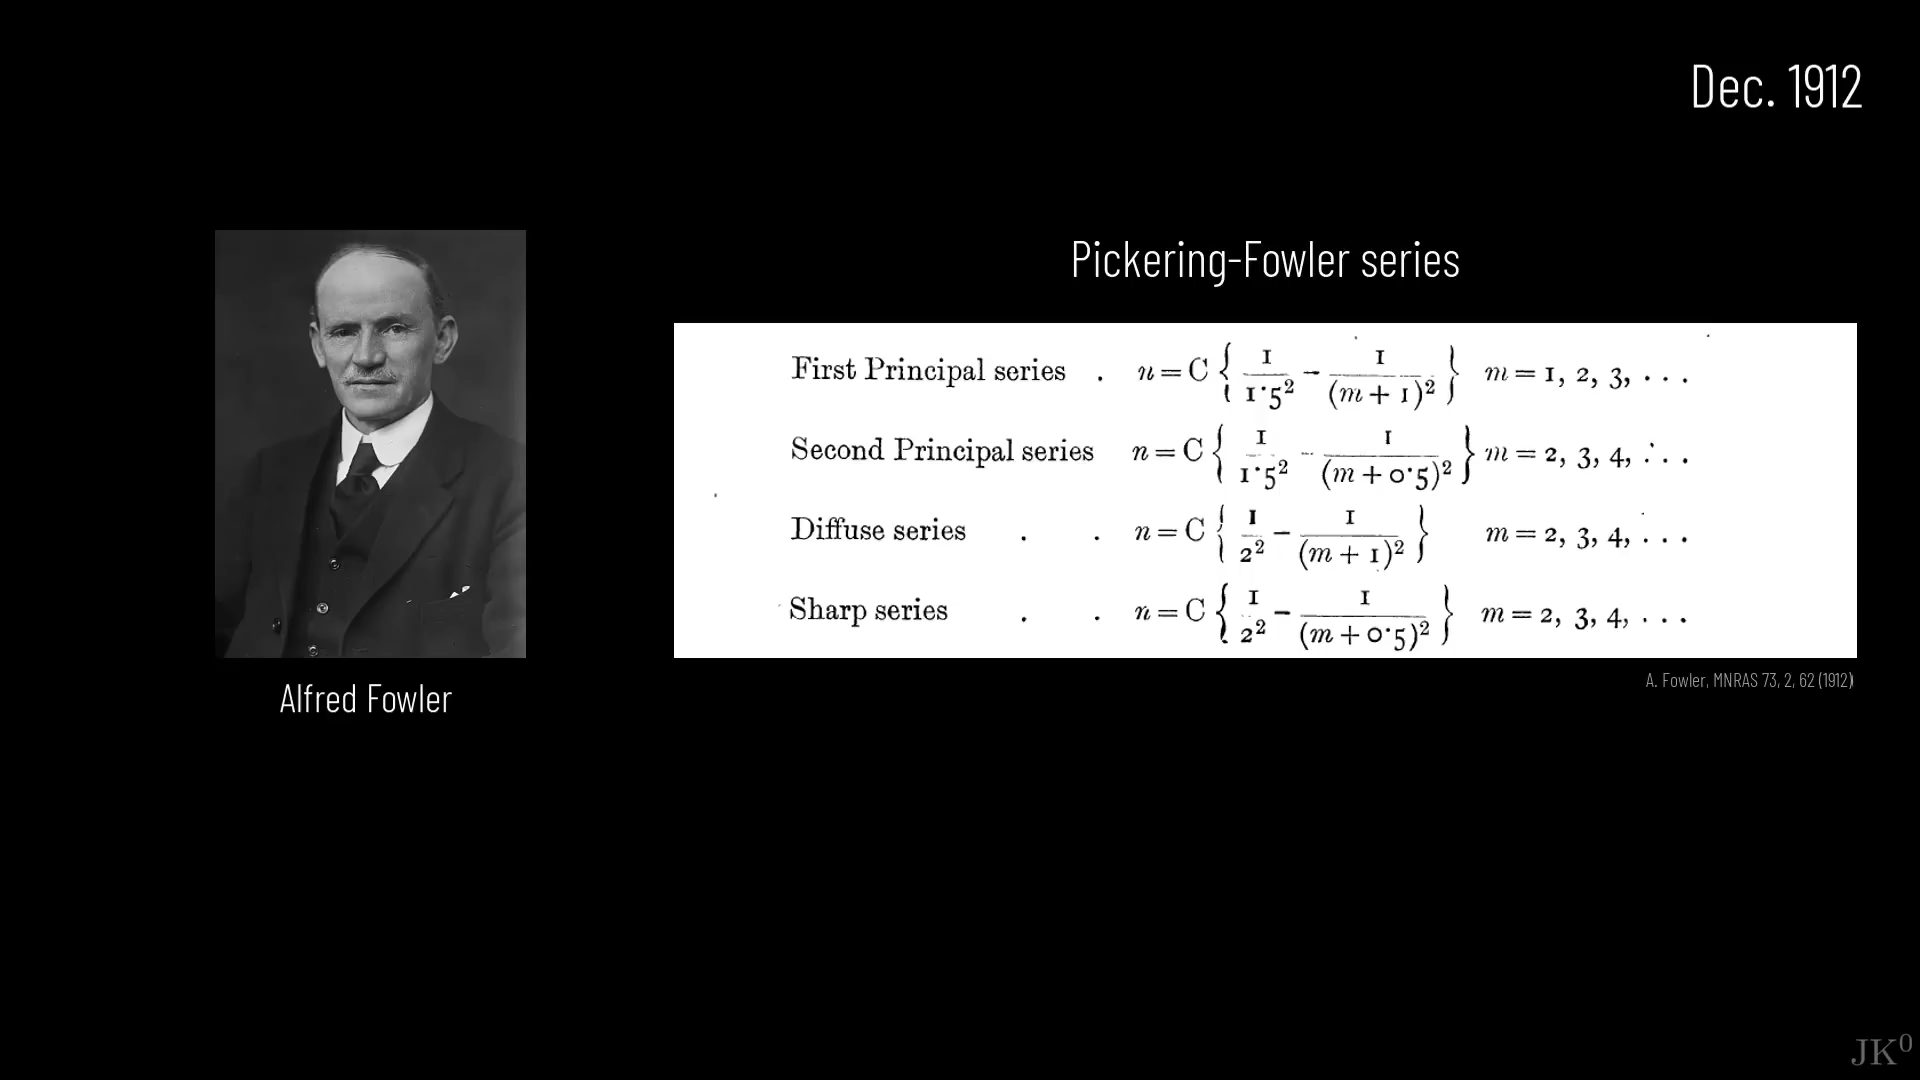 Dec. 1912
Pickering-Fowler series
First Principal series . n = C { 1/1·5² − 1/(m + 1)² } m = 1, 2, 3, . . .
Second Principal series n = C { 1/1·5² − 1/(m + 0·5)² } m = 2, 3, 4, . . .
Diffuse series . . n = C { 1/2² − 1/(m + 1)² } m = 2, 3, 4, . . .
Sharp series . . n = C { 1/2² − 1/(m + 0·5)² } m = 2, 3, 4, . . .
A. Fowler, MNRAS 73, 2, 62 (1912)
Alfred Fowler
JK⁰